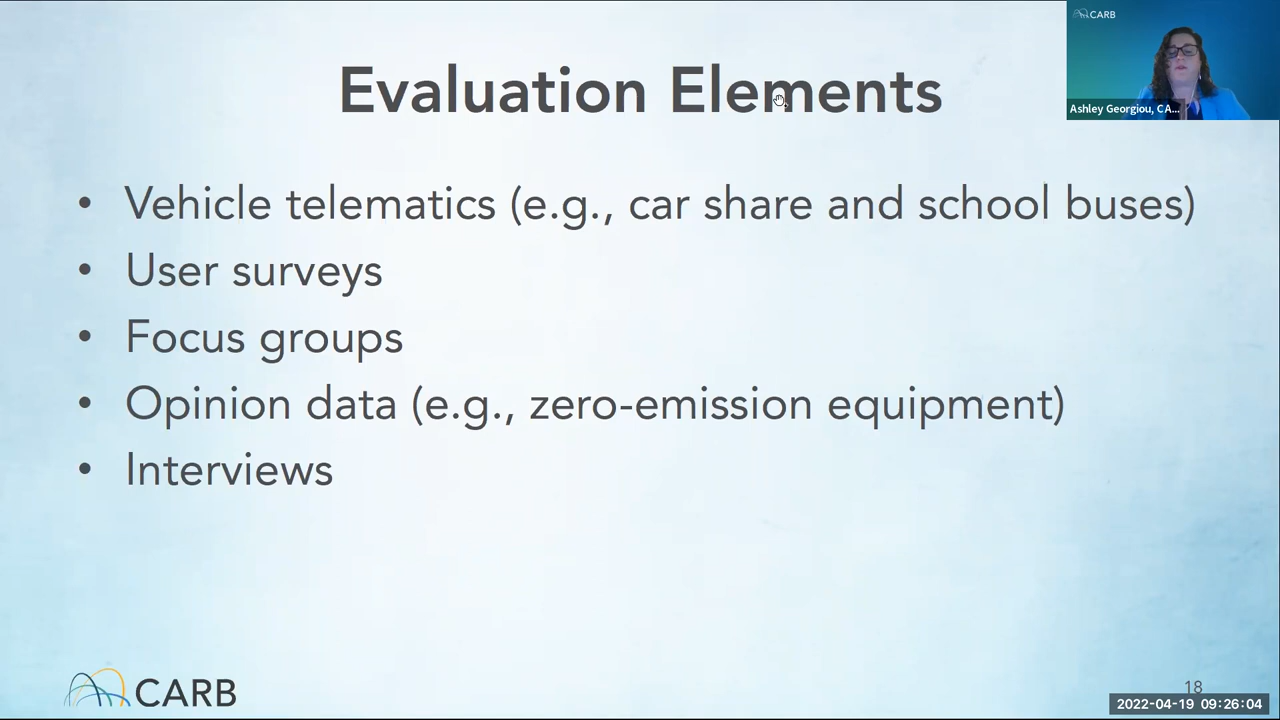 CARB
Evaluation Elements
Ashley Georgiou, CA...
• Vehicle telematics (e.g., car share and school buses)
• User surveys
• Focus groups
• Opinion data (e.g., zero-emission equipment)
• Interviews
CARB
18
2022-04-19 09:26:04